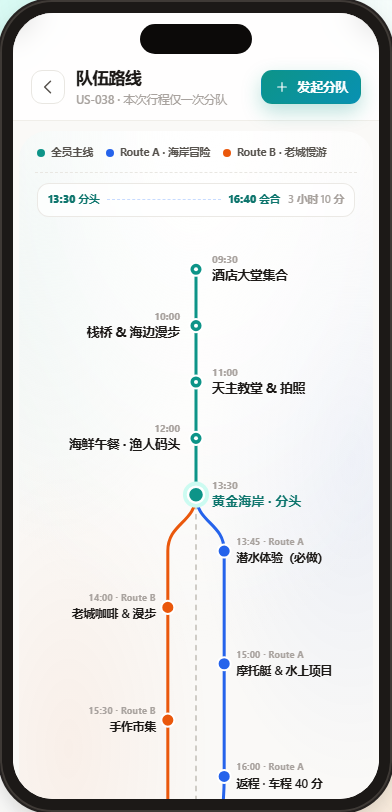 队伍路线
US-038 · 本次行程仅一次分队
＋ 发起分队
全员主线 Route A · 海岸冒险 Route B · 老城慢游
13:30 分头 16:40 会合 3 小时 10 分
09:30
酒店大堂集合
10:00
栈桥 & 海边漫步
11:00
天主教堂 & 拍照
12:00
海鲜午餐 · 渔人码头
13:30
黄金海岸 · 分头
13:45 · Route A
潜水体验（必做）
14:00 · Route B
老城咖啡 & 漫步
15:00 · Route A
摩托艇 & 水上项目
15:30 · Route B
手作市集
16:00 · Route A
返程 · 车程 40 分